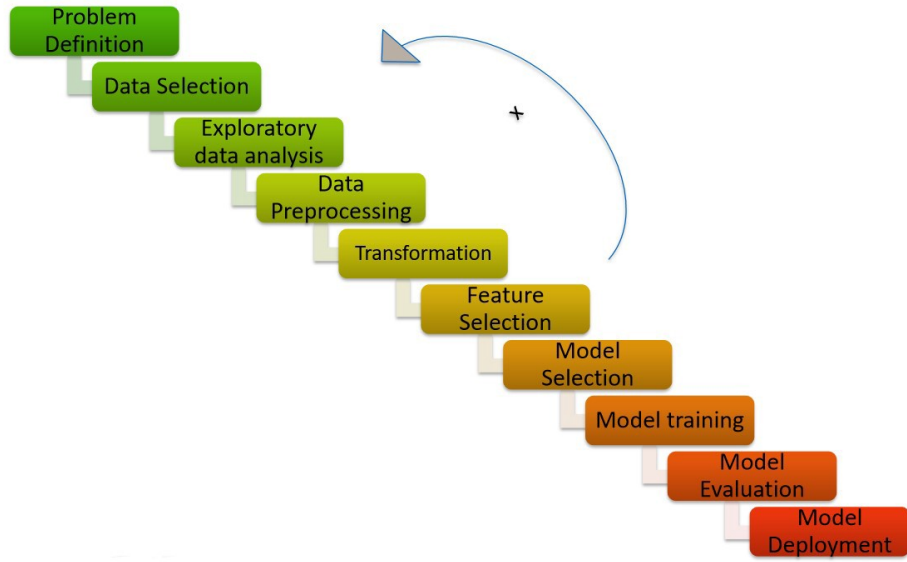 Problem
Definition
Data Selection
Exploratory
data analysis
Data
Preprocessing
Transformation
Feature
Selection
Model
Selection
Model training
Model
Evaluation
Model
Deployment